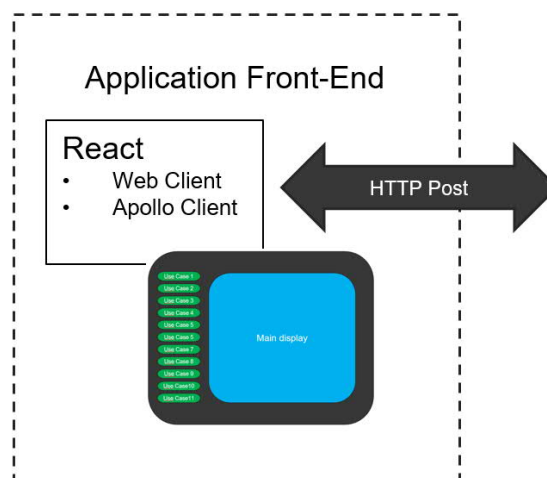 Application Front-End
React
• Web Client
• Apollo Client
HTTP Post
Use Case 1
Use Case 2
Use Case 3
Use Case 4
Use Case 5
Use Case 5
Use Case 7
Use Case 8
Use Case 9
Use Case10
Use Case11
Main display